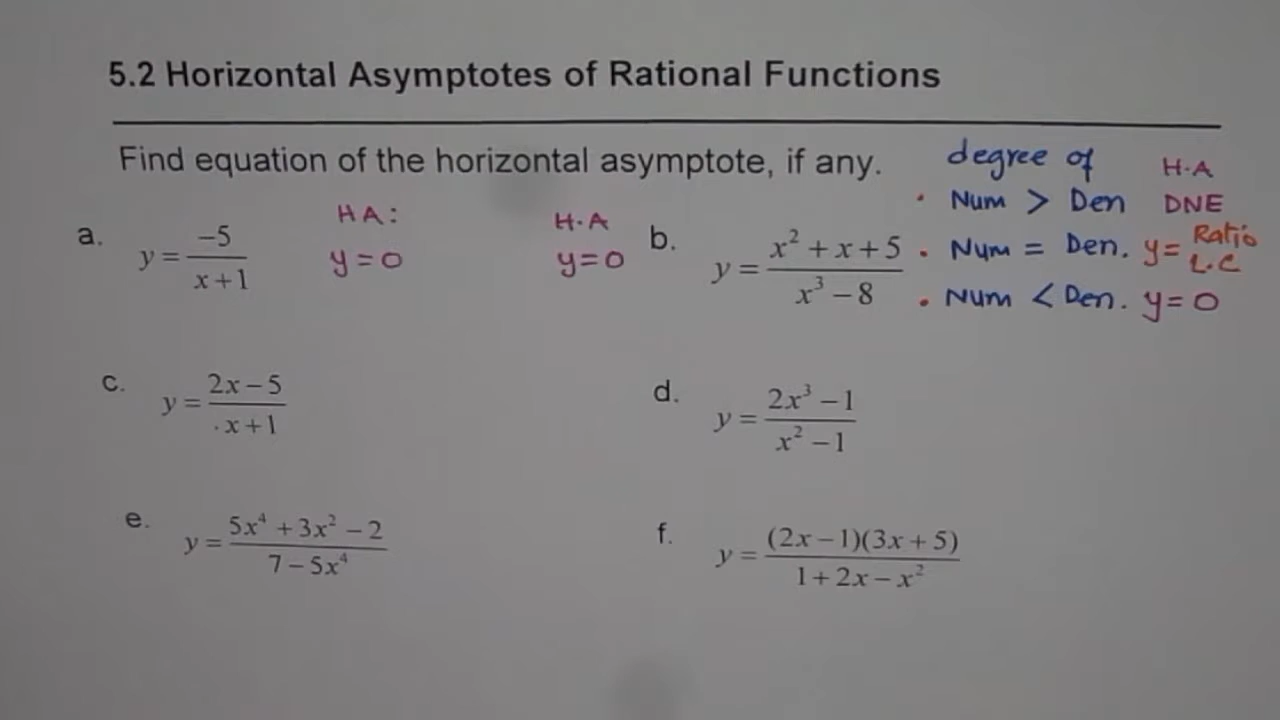 5.2 Horizontal Asymptotes of Rational Functions
Find equation of the horizontal asymptote, if any.
degree of H.A
• Num > Den DNE
• Num = Den. y = Ratio L.C
• Num < Den. y = 0
a. y = -5/(x+1)
HA:
y = 0
H.A
y = 0
b. y = (x² + x + 5)/(x³ − 8)
c. y = (2x − 5)/(x + 1)
d. y = (2x³ − 1)/(x² − 1)
e. y = (5x⁴ + 3x² − 2)/(7 − 5x⁴)
f. y = (2x − 1)(3x + 5)/(1 + 2x − x²)